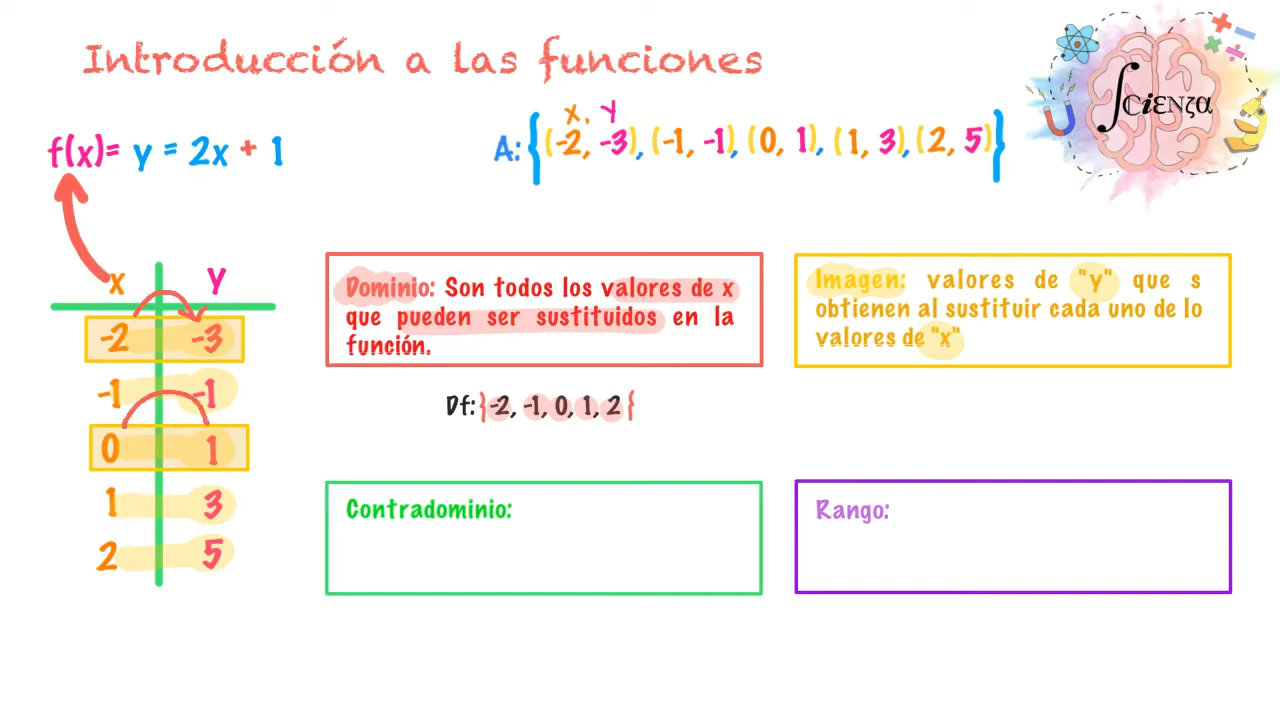 Introducción a las funciones
x, y
f(x)= y = 2x + 1
A: {(-2, -3), (-1, -1), (0, 1), (1, 3), (2, 5)}
ScienZa
x y
-2 -3
-1 -1
0 1
1 3
2 5
Dominio: Son todos los valores de x
que pueden ser sustituidos en la
función.
Df: }-2, -1, 0, 1, 2{
Imagen: valores de "y" que s
obtienen al sustituir cada uno de lo
valores de "x"
Contradominio:
Rango: